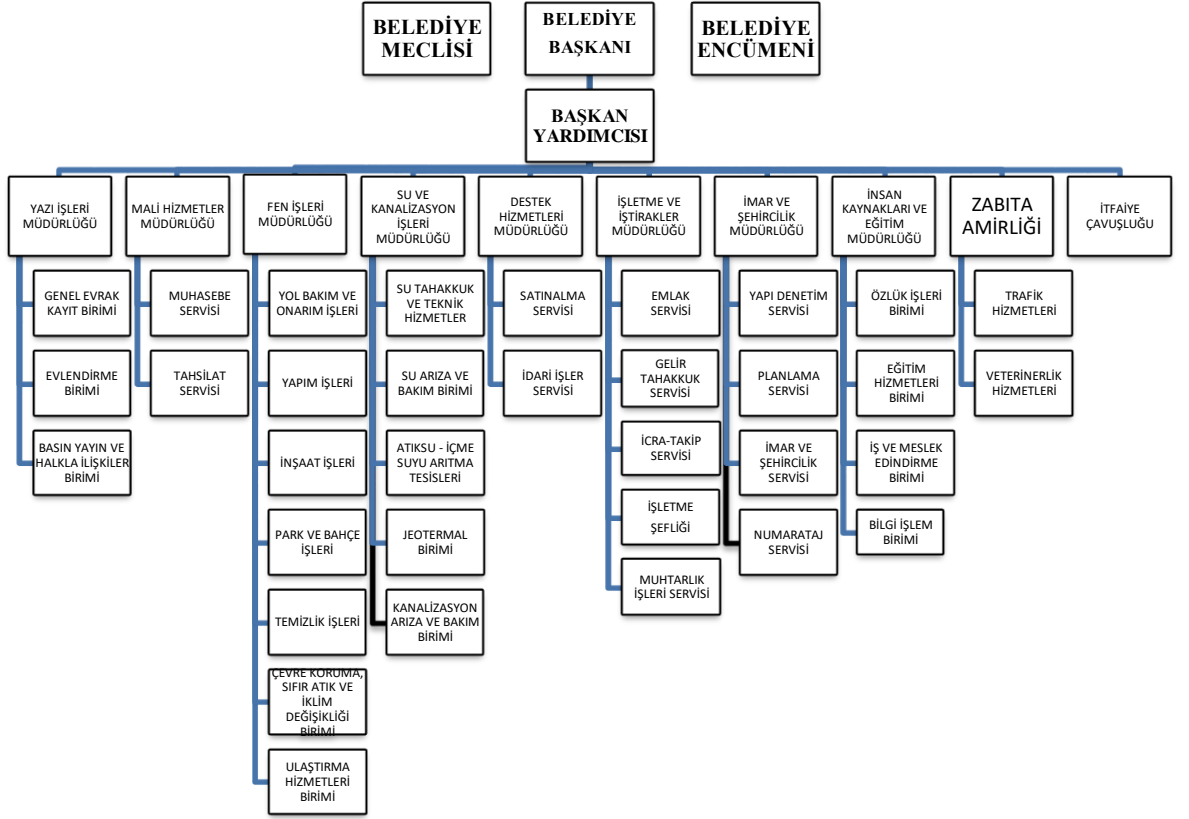 BELEDİYE
MECLİSİ
BELEDİYE
BAŞKANI
BELEDİYE
ENCÜMENİ
BAŞKAN
YARDIMCISI
YAZI İŞLERİ
MÜDÜRLÜĞÜ
GENEL EVRAK
KAYIT BİRİMİ
EVLENDİRME
BİRİMİ
BASIN YAYIN VE
HALKLA İLİŞKİLER
BİRİMİ
MALİ HİZMETLER
MÜDÜRLÜĞÜ
MUHASEBE
SERVİSİ
TAHSİLAT
SERVİSİ
FEN İŞLERİ
MÜDÜRLÜĞÜ
YOL BAKIM VE
ONARIM İŞLERİ
YAPIM İŞLERİ
İNŞAAT İŞLERİ
PARK VE BAHÇE
İŞLERİ
TEMİZLİK İŞLERİ
ÇEVRE KORUMA,
SIFIR ATIK VE
İKLİM
DEĞİŞİKLİĞİ
BİRİMİ
ULAŞTIRMA
HİZMETLERİ
BİRİMİ
SU VE
KANALİZASYON
İŞLERİ
MÜDÜRLÜĞÜ
SU TAHAKKUK
VE TEKNİK
HİZMETLER
SU ARIZA VE
BAKIM BİRİMİ
ATIKSU - İÇME
SUYU ARITMA
TESİSLERİ
JEOTERMAL
BİRİMİ
KANALİZASYON
ARIZA VE BAKIM
BİRİMİ
DESTEK
HİZMETLERİ
MÜDÜRLÜĞÜ
SATINALMA
SERVİSİ
İDARİ İŞLER
SERVİSİ
İŞLETME VE
İŞTİRAKLER
MÜDÜRLÜĞÜ
EMLAK
SERVİSİ
GELİR
TAHAKKUK
SERVİSİ
İCRA-TAKİP
SERVİSİ
İŞLETME
ŞEFLİĞİ
MUHTARLIK
İŞLERİ SERVİSİ
İMAR VE
ŞEHİRCİLİK
MÜDÜRLÜĞÜ
YAPI DENETİM
SERVİSİ
PLANLAMA
SERVİSİ
İMAR VE
ŞEHİRCİLİK
SERVİSİ
NUMARATAJ
SERVİSİ
İNSAN
KAYNAKLARI VE
EĞİTİM
MÜDÜRLÜĞÜ
ÖZLÜK İŞLERİ
BİRİMİ
EĞİTİM
HİZMETLERİ
BİRİMİ
İŞ VE MESLEK
EDİNDİRME
BİRİMİ
BİLGİ İŞLEM
BİRİMİ
ZABITA
AMİRLİĞİ
TRAFİK
HİZMETLERİ
VETERİNERLİK
HİZMETLERİ
İTFAİYE
ÇAVUŞLUĞU